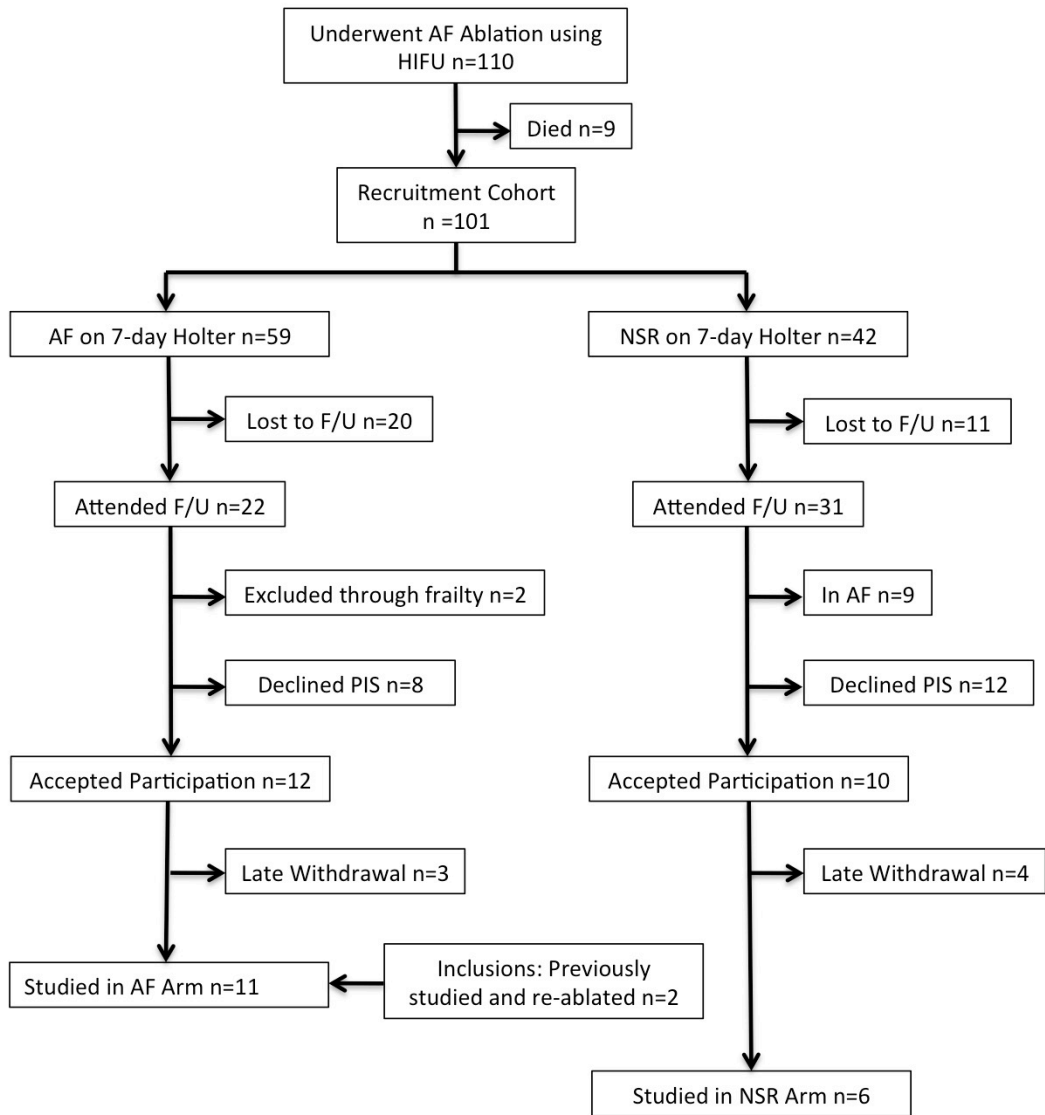 Underwent AF Ablation using
HIFU n=110
Died n=9
Recruitment Cohort
n =101
AF on 7-day Holter n=59
NSR on 7-day Holter n=42
Lost to F/U n=20
Lost to F/U n=11
Attended F/U n=22
Attended F/U n=31
Excluded through frailty n=2
In AF n=9
Declined PIS n=8
Declined PIS n=12
Accepted Participation n=12
Accepted Participation n=10
Late Withdrawal n=3
Late Withdrawal n=4
Studied in AF Arm n=11
Inclusions: Previously
studied and re-ablated n=2
Studied in NSR Arm n=6